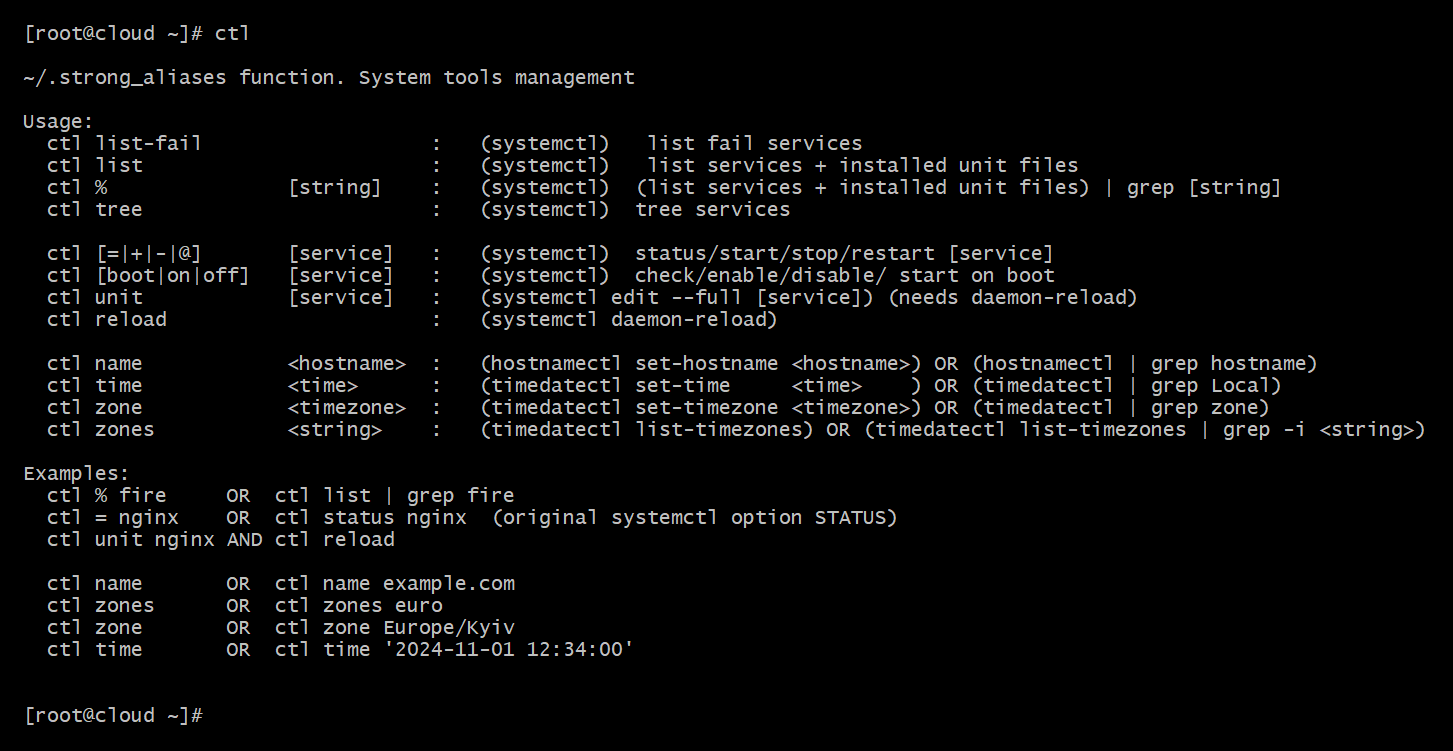 [root@cloud ~]# ctl
~/.strong_aliases function. System tools management
Usage:
  ctl list-fail                   :   (systemctl)   list fail services
  ctl list                        :   (systemctl)   list services + installed unit files
  ctl %               [string]    :   (systemctl)  (list services + installed unit files) | grep [string]
  ctl tree                        :   (systemctl)  tree services
  ctl [=|+|-|@]       [service]   :   (systemctl)  status/start/stop/restart [service]
  ctl [boot|on|off]   [service]   :   (systemctl)  check/enable/disable/ start on boot
  ctl unit            [service]   :   (systemctl edit --full [service]) (needs daemon-reload)
  ctl reload                      :   (systemctl daemon-reload)
  ctl name            <hostname>  :   (hostnamectl set-hostname <hostname>) OR (hostnamectl | grep hostname)
  ctl time            <time>      :   (timedatectl set-time     <time>    ) OR (timedatectl | grep Local)
  ctl zone            <timezone>  :   (timedatectl set-timezone <timezone>) OR (timedatectl | grep zone)
  ctl zones           <string>    :   (timedatectl list-timezones) OR (timedatectl list-timezones | grep -i <string>)
Examples:
  ctl % fire     OR  ctl list | grep fire
  ctl = nginx    OR  ctl status nginx  (original systemctl option STATUS)
  ctl unit nginx AND ctl reload
  ctl name       OR  ctl name example.com
  ctl zones      OR  ctl zones euro
  ctl zone       OR  ctl zone Europe/Kyiv
  ctl time       OR  ctl time '2024-11-01 12:34:00'
[root@cloud ~]#